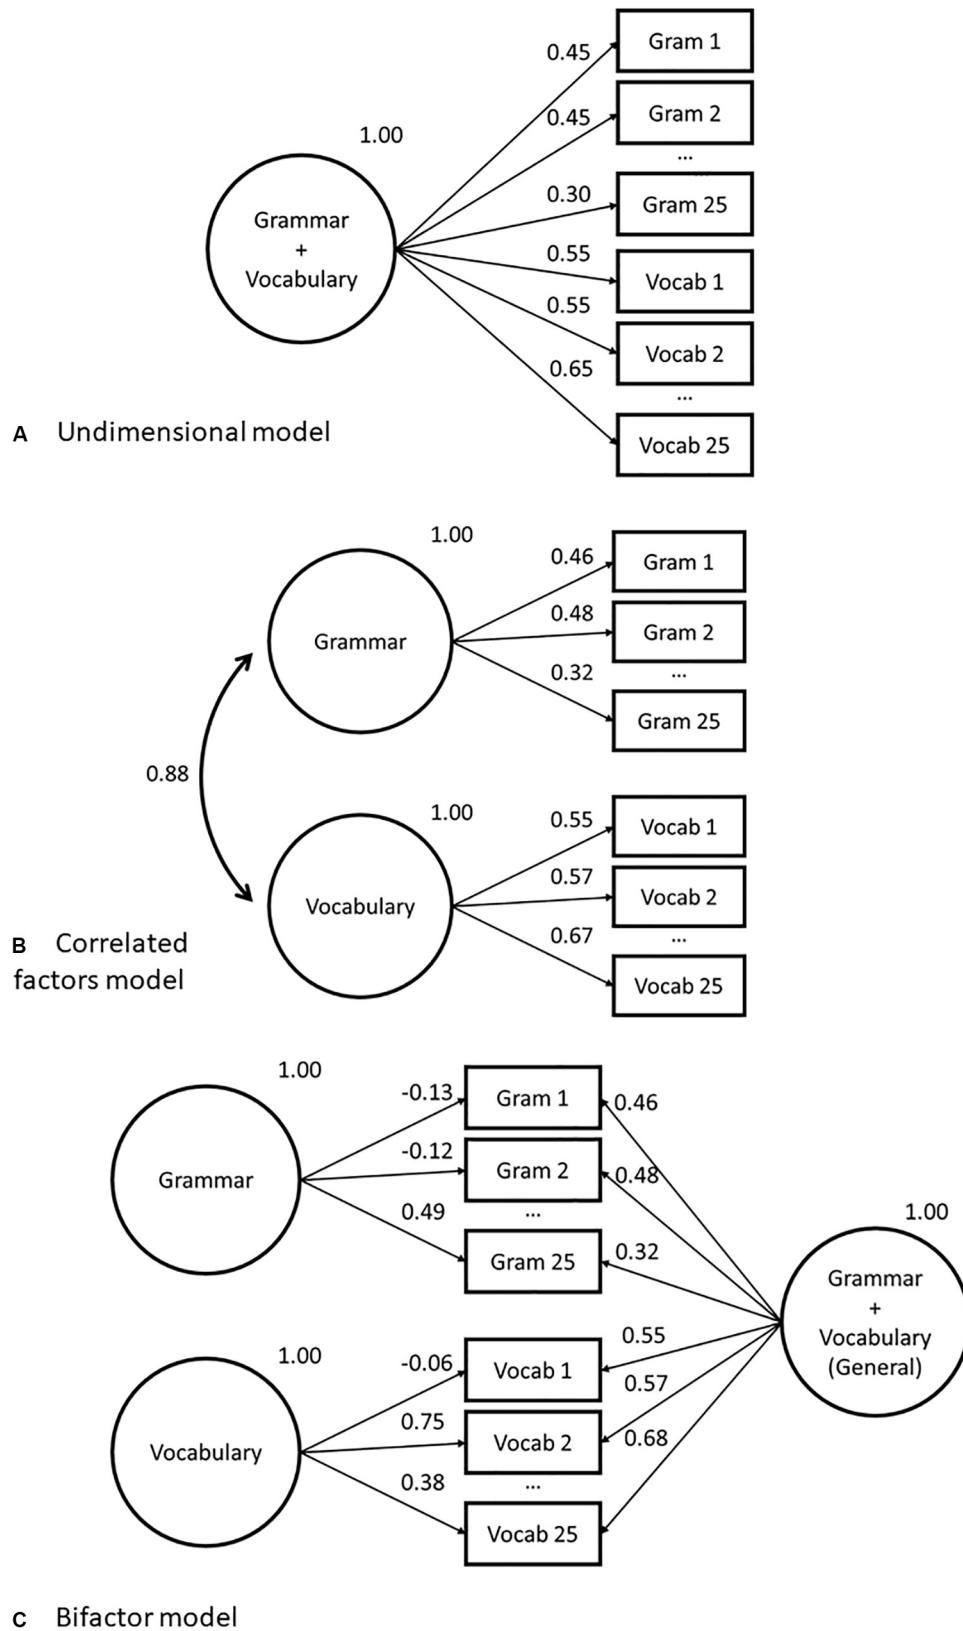 0.45
Gram 1
0.45
Gram 2
1.00
...
Grammar
+
Vocabulary
0.30
Gram 25
0.55
Vocab 1
0.55
Vocab 2
...
0.65
Vocab 25
A Undimensional model
1.00
0.46
Gram 1
Grammar
0.48
Gram 2
...
0.32
Gram 25
0.88
1.00
0.55
Vocab 1
Vocabulary
0.57
Vocab 2
...
0.67
Vocab 25
B Correlated
factors model
1.00
Grammar
-0.13
Gram 1
0.46
-0.12
Gram 2
0.48
...
0.49
Gram 25
0.32
1.00
Grammar
+
Vocabulary
(General)
1.00
Vocabulary
-0.06
Vocab 1
0.55
0.75
Vocab 2
0.57
...
0.38
Vocab 25
0.68
C Bifactor model